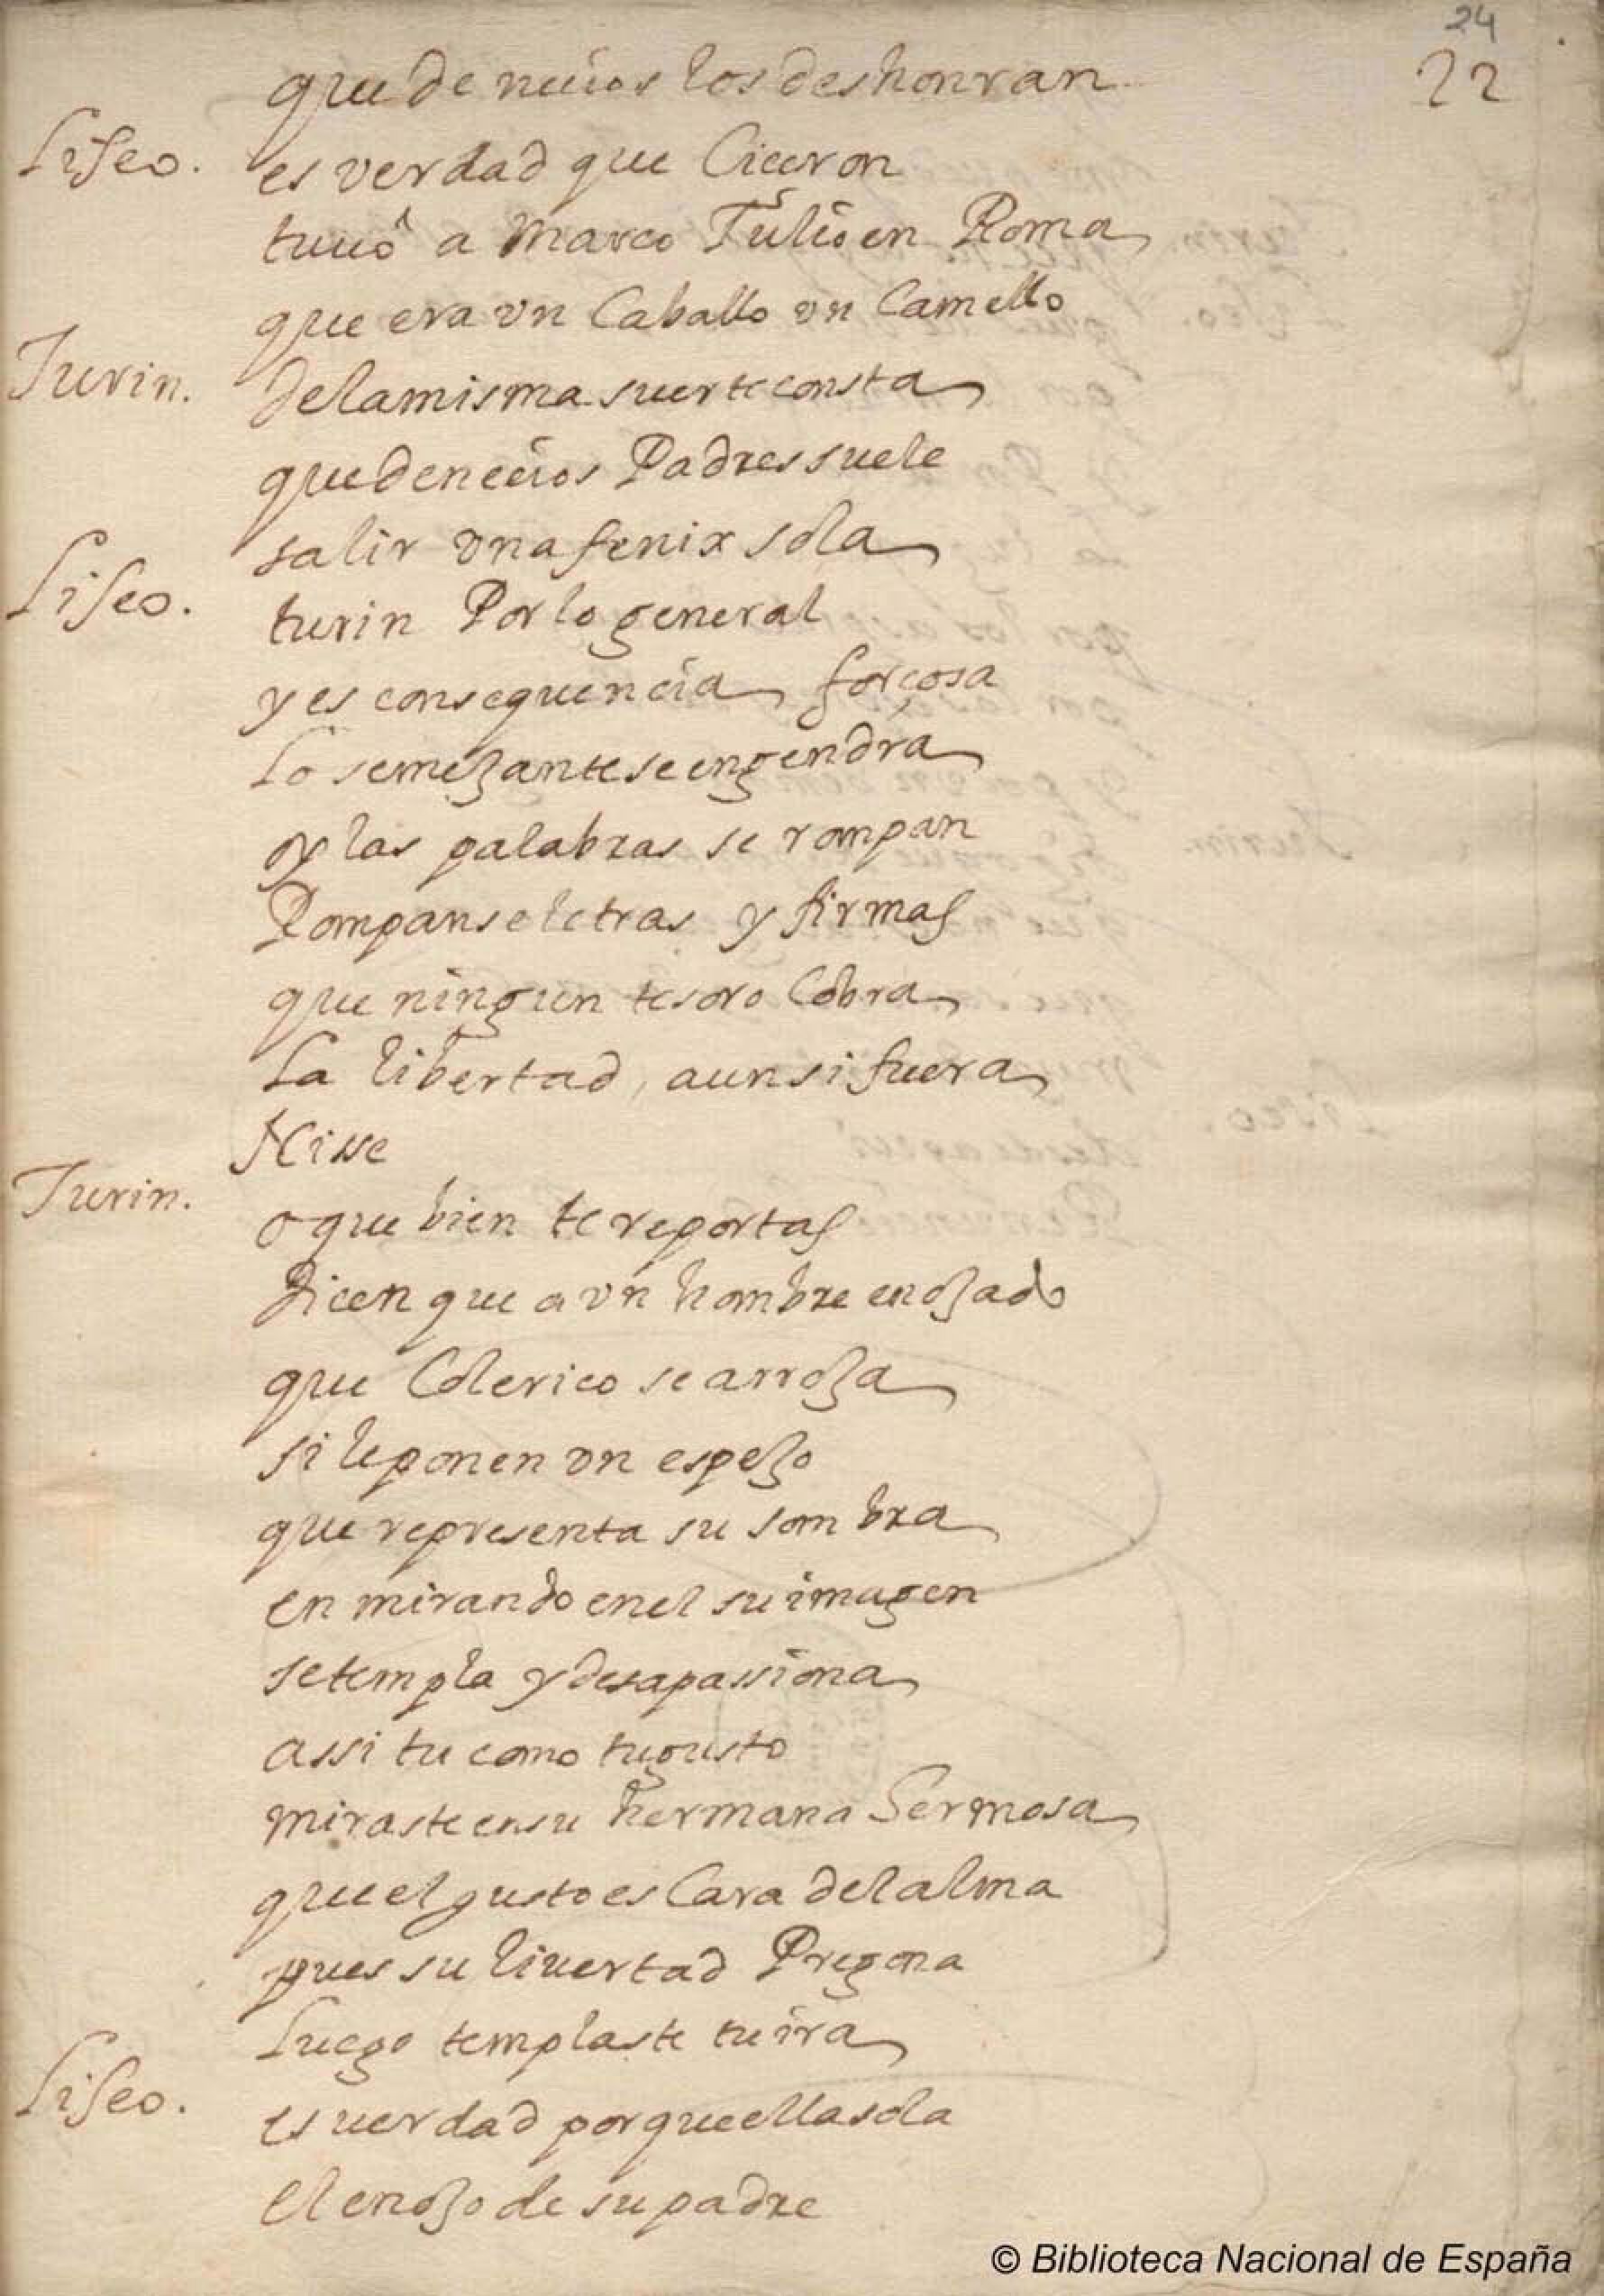 24
22
que de necios los deshonran
Liseo. es verdad que Ciceron
tuuo a Marco Tulio en Roma
que era vn Caballo vn Camello
Turin. de la misma suerte consta
que de necios Padres suele
salir vna fenix sola
Liseo. turin Por lo general
y es consequencia forçosa
Lo semejante se engendra
oy las palabras se rompan
Rompanse letras y firmas
que ningun tesoro Cobra
La libertad, aun si fuera
Nisse
Turin. o que bien te reportas
Dicen que a vn hombre enojado
que Colerico se arroja
si le ponen vn espejo
que representa su sombra
en mirando en el su imagen
se templa y desapassiona
assi tu como tu gusto
miraste en su hermana hermosa
que el gusto es Cara del alma
pues su liuertad Pregona
Luego templaste tu ira
Liseo. es uerdad porque ella sola
el enojo de su padre
© Biblioteca Nacional de España